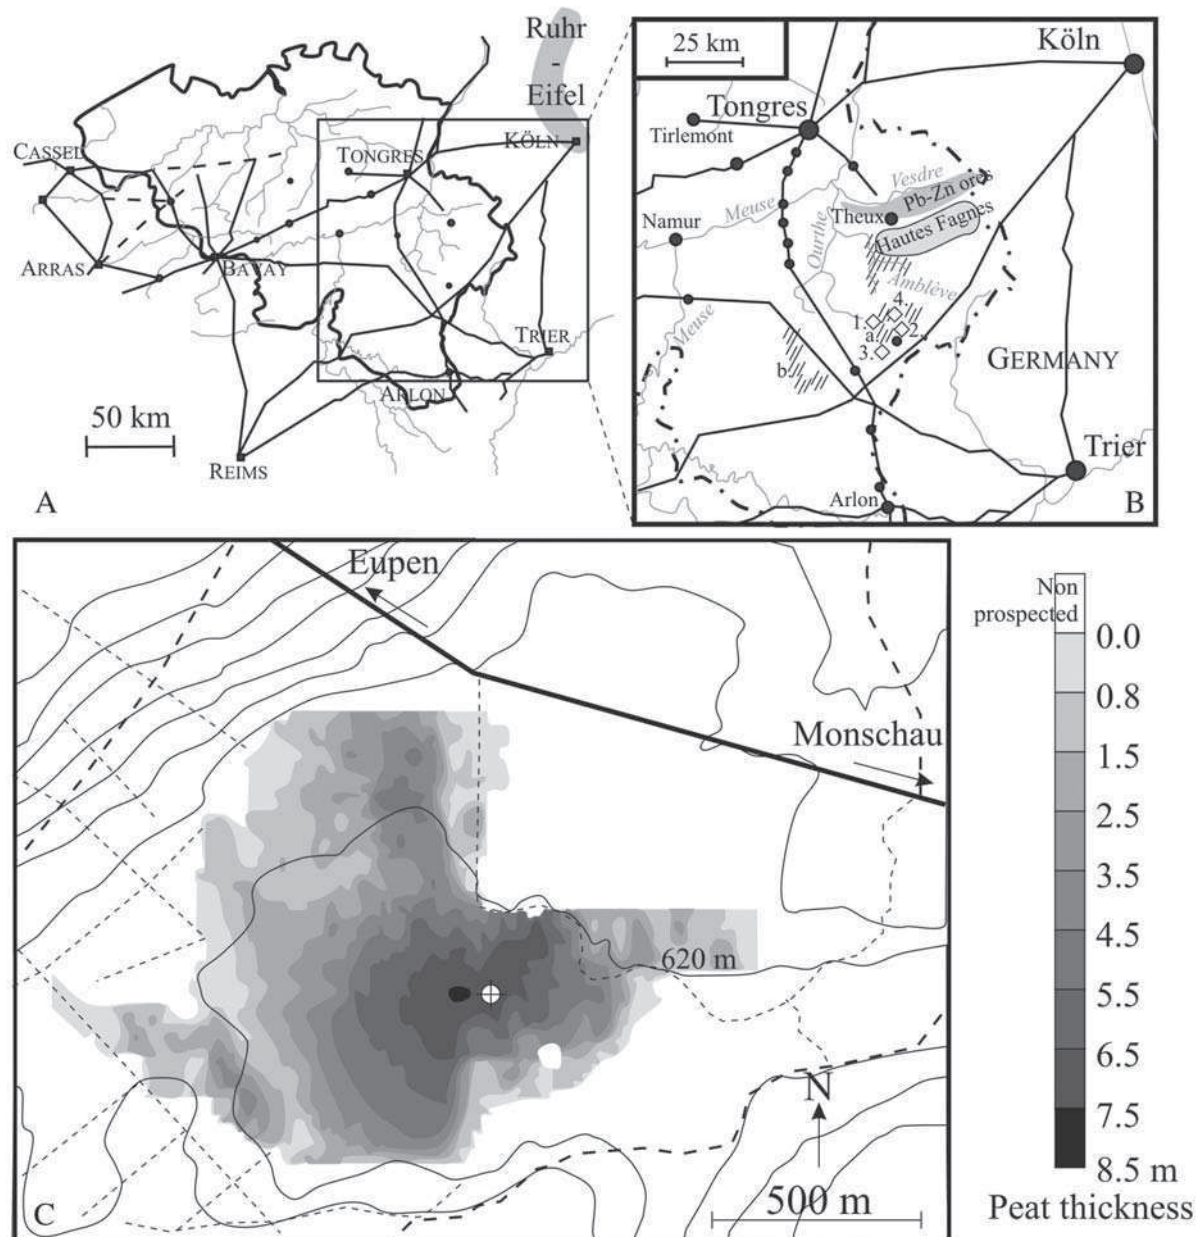 Ruhr
-
Eifel
CASSEL
TONGRES
KÖLN
ARRAS
BAVAY
TRIER
ARLON
50 km
REIMS
A
25 km
Köln
Tongres
Tirlemont
Vesdre
Pb-Zn ores
Meuse
Theux
Namur
Hautes Fagnes
Ourthe
Amblève
Meuse
4.
1.
a.
2.
3.
GERMANY
b.
Trier
Arlon
B
Eupen
Monschau
620 m
N
500 m
C
Non
prospected
0.0
0.8
1.5
2.5
3.5
4.5
5.5
6.5
7.5
8.5 m
Peat thickness